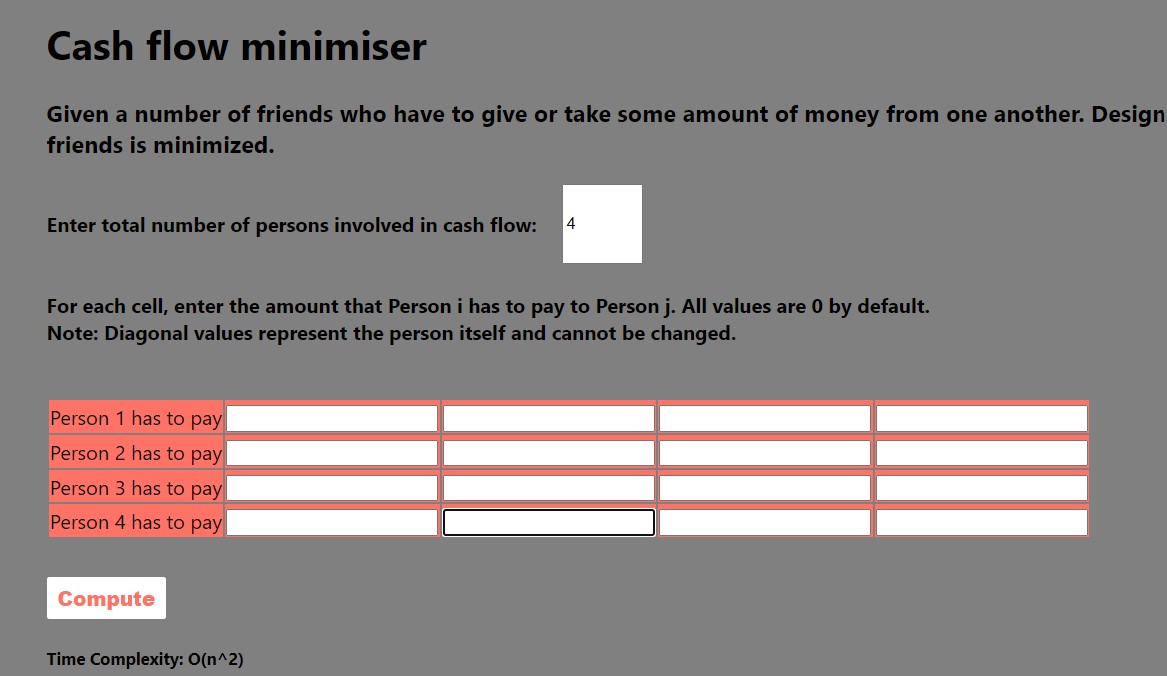 Cash flow minimiser
Given a number of friends who have to give or take some amount of money from one another. Design
friends is minimized.
Enter total number of persons involved in cash flow:
4
For each cell, enter the amount that Person i has to pay to Person j. All values are 0 by default.
Note: Diagonal values represent the person itself and cannot be changed.
Person 1 has to pay
Person 2 has to pay
Person 3 has to pay
Person 4 has to pay
Compute
Time Complexity: O(n^2)